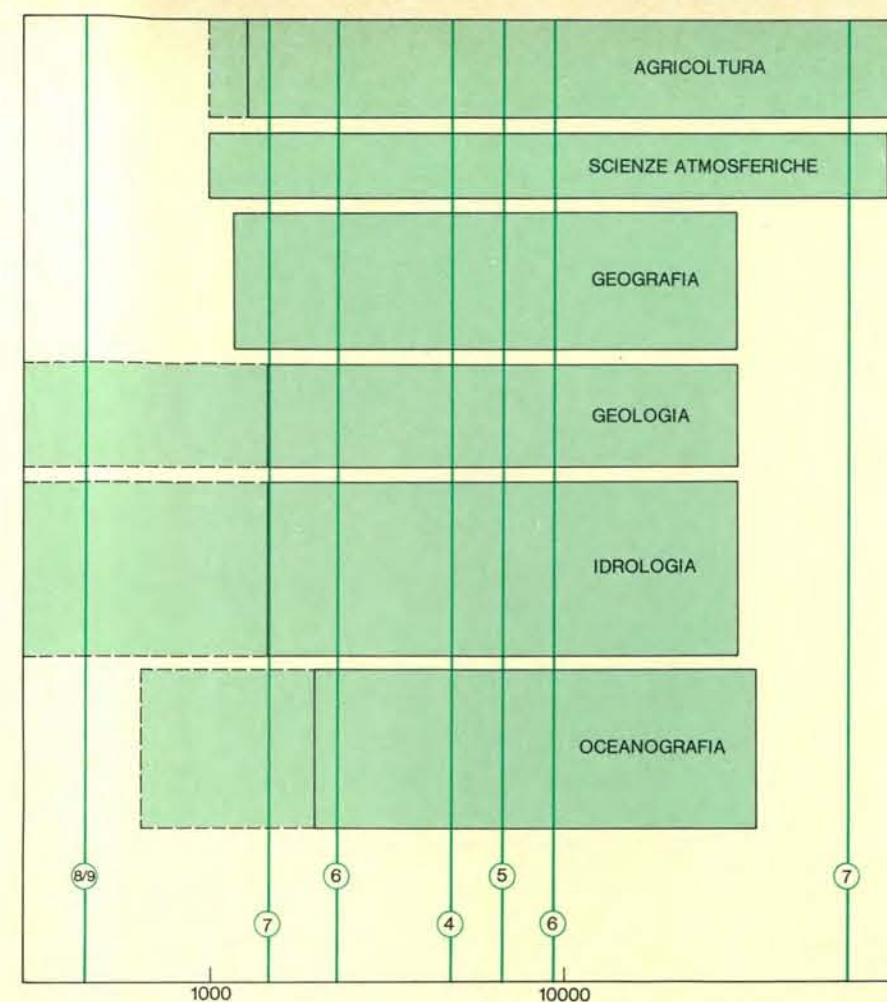 AGRICOLTURA
SCIENZE ATMOSFERICHE
GEOGRAFIA
GEOLOGIA
IDROLOGIA
OCEANOGRAFIA
8/9
6
5
7
7
4
6
1000
10000